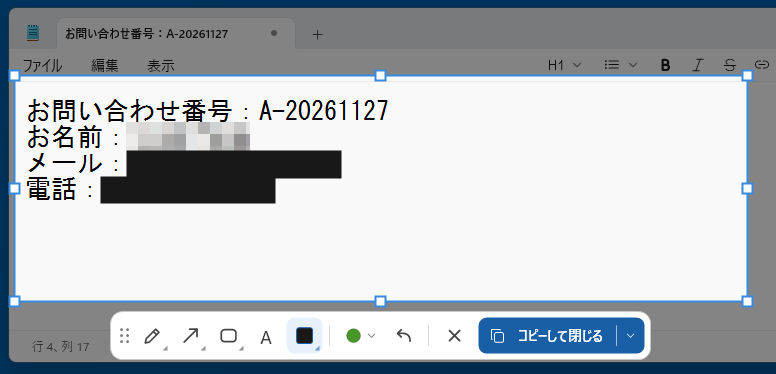 お問い合わせ番号：A-20261127
ファイル 編集 表示 H1 B I S
お問い合わせ番号：A-20261127
お名前：
メール：
電話：
A コピーして閉じる
行 4、列 17